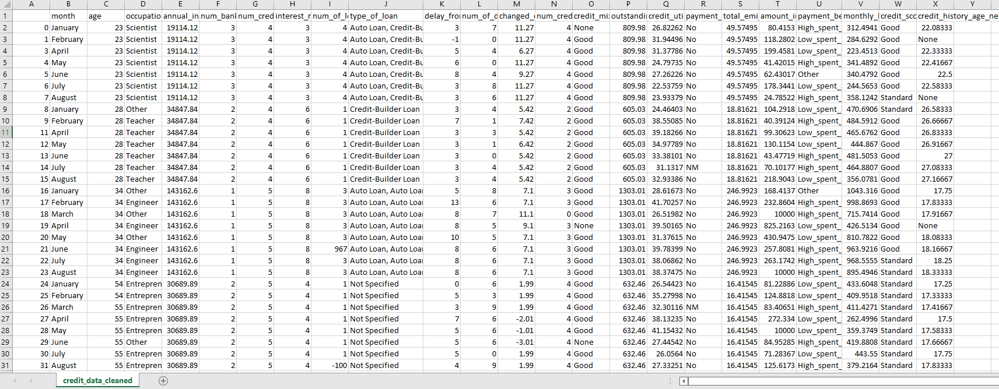 A B C D E F G H I J K L M N O P Q R S T U V W X Y Z
1 month age occupatio annual_in num_bank num_cred interest_r num_of_lo type_of_loan delay_fro num_of_d changed_c num_cred credit_mix outstandi credit_uti payment_ total_emi amount_i payment_be monthly_l credit_sco credit_history_age_ne
2 0 January 23 Scientist 19114.12 3 4 3 4 Auto Loan, Credit-Bu 3 7 11.27 4 None 809.98 26.82262 No 49.57495 80.4153 High_spent_ 312.4941 Good 22.08333
3 1 February 23 Scientist 19114.12 3 4 3 4 Auto Loan, Credit-Bu -1 0 11.27 4 Good 809.98 31.94496 No 49.57495 118.2802 Low_spent_ 284.6292 Good None
4 3 April 23 Scientist 19114.12 3 4 3 4 Auto Loan, Credit-Bu 5 4 6.27 4 Good 809.98 31.37786 No 49.57495 199.4581 Low_spent_ 223.4513 Good 22.33333
5 4 May 23 Scientist 19114.12 3 4 3 4 Auto Loan, Credit-Bu 6 0 11.27 4 Good 809.98 24.79735 No 49.57495 41.42015 High_spent_ 341.4892 Good 22.41667
6 5 June 23 Scientist 19114.12 3 4 3 4 Auto Loan, Credit-Bu 8 4 9.27 4 Good 809.98 27.26226 No 49.57495 62.43017 Other 340.4792 Good 22.5
7 6 July 23 Scientist 19114.12 3 4 3 4 Auto Loan, Credit-Bu 3 8 11.27 4 Good 809.98 22.53759 No 49.57495 178.3441 Low_spent_ 244.5653 Good 22.58333
8 7 August 23 Scientist 19114.12 3 4 3 4 Auto Loan, Credit-Bu 3 6 11.27 4 Good 809.98 23.93379 No 49.57495 24.78522 High_spent_ 358.1242 Standard None
9 8 January 28 Other 34847.84 2 4 6 1 Credit-Builder Loan 3 4 5.42 2 Good 605.03 24.46403 No 18.81621 104.2918 Low_spent_ 470.6906 Standard 26.58333
10 9 February 28 Teacher 34847.84 2 4 6 1 Credit-Builder Loan 7 1 7.42 2 Good 605.03 38.55085 No 18.81621 40.39124 High_spent_ 484.5912 Good 26.66667
11 11 April 28 Teacher 34847.84 2 4 6 1 Credit-Builder Loan 3 3 5.42 2 Good 605.03 39.18266 No 18.81621 99.30623 Low_spent_ 465.6762 Good 26.83333
12 12 May 28 Teacher 34847.84 2 4 6 1 Credit-Builder Loan 3 1 6.42 2 Good 605.03 34.97789 No 18.81621 130.1154 Low_spent_ 444.867 Good 26.91667
13 13 June 28 Teacher 34847.84 2 4 6 1 Credit-Builder Loan 3 0 5.42 2 Good 605.03 33.38101 No 18.81621 43.47719 High_spent_ 481.5053 Good 27
14 14 July 28 Teacher 34847.84 2 4 6 1 Credit-Builder Loan 3 4 5.42 2 Good 605.03 31.1317 NM 18.81621 70.10177 High_spent_ 464.8807 Good 27.08333
15 15 August 28 Teacher 34847.84 2 4 6 1 Credit-Builder Loan 3 4 5.42 2 Good 605.03 32.93386 No 18.81621 218.9043 Low_spent_ 356.0781 Good 27.16667
16 16 January 34 Other 143162.6 1 5 8 3 Auto Loan, Auto Loan 5 8 7.1 3 Good 1303.01 28.61673 No 246.9923 168.4137 Other 1043.316 Good 17.75
17 17 February 34 Engineer 143162.6 1 5 8 3 Auto Loan, Auto Loan 13 6 7.1 3 Good 1303.01 41.70257 No 246.9923 232.8604 High_spent_ 998.8693 Good 17.83333
18 18 March 34 Other 143162.6 1 5 8 3 Auto Loan, Auto Loan 8 7 11.1 0 Good 1303.01 26.51982 No 246.9923 10000 High_spent_ 715.7414 Good 17.91667
19 19 April 34 Engineer 143162.6 1 5 8 3 Auto Loan, Auto Loan 8 5 9.1 3 None 1303.01 39.50165 No 246.9923 825.2163 Low_spent_ 426.5134 Good None
20 20 May 34 Other 143162.6 1 5 8 3 Auto Loan, Auto Loan 10 5 7.1 3 Good 1303.01 31.37615 No 246.9923 430.9475 Low_spent_ 810.7822 Good 18.08333
21 21 June 34 Engineer 143162.6 1 5 8 967 Auto Loan, Auto Loan 8 6 7.1 3 Good 1303.01 39.78399 No 246.9923 257.8081 High_spent_ 963.9216 Good 18.16667
22 22 July 34 Engineer 143162.6 1 5 8 3 Auto Loan, Auto Loan 8 6 7.1 3 Good 1303.01 38.06862 No 246.9923 263.1742 High_spent_ 968.5555 Standard 18.25
23 23 August 34 Engineer 143162.6 1 5 8 3 Auto Loan, Auto Loan 8 6 7.1 3 Good 1303.01 38.37475 No 246.9923 10000 High_spent_ 895.4946 Standard 18.33333
24 24 January 54 Entrepren 30689.89 2 5 4 1 Not Specified 0 6 1.99 4 Good 632.46 26.54423 No 16.41545 81.22886 Low_spent_ 433.6048 Standard 17.25
25 25 February 54 Entrepren 30689.89 2 5 4 1 Not Specified 5 3 1.99 4 Good 632.46 35.27998 No 16.41545 124.8818 Low_spent_ 409.9518 Standard 17.33333
26 26 March 55 Entrepren 30689.89 2 5 4 1 Not Specified 3 9 1.99 4 Good 632.46 32.30116 NM 16.41545 83.40651 High_spent_ 411.4271 Standard 17.41667
27 27 April 55 Entrepren 30689.89 2 5 4 1 Not Specified 7 6 -2.01 4 Good 632.46 38.13235 No 16.41545 272.334 Low_spent_ 262.4996 Standard 17.5
28 28 May 55 Entrepren 30689.89 2 5 4 1 Not Specified 5 6 -1.01 4 Good 632.46 41.15432 No 16.41545 10000 Low_spent_ 359.3749 Standard 17.58333
29 29 June 55 Other 30689.89 2 5 4 1 Not Specified 5 6 -3.01 4 None 632.46 27.44542 No 16.41545 84.95285 High_spent_ 419.8808 Standard 17.66667
30 30 July 55 Entrepren 30689.89 2 5 4 1 Not Specified 5 0 1.99 4 Good 632.46 26.0564 No 16.41545 71.28367 Low_spent_ 443.55 Standard 17.75
31 31 August 55 Entrepren 30689.89 2 5 4 -100 Not Specified 4 9 1.99 4 Good 632.46 27.33251 No 16.41545 125.6173 High_spent_ 379.2164 Standard 17.83333
credit_data_cleaned